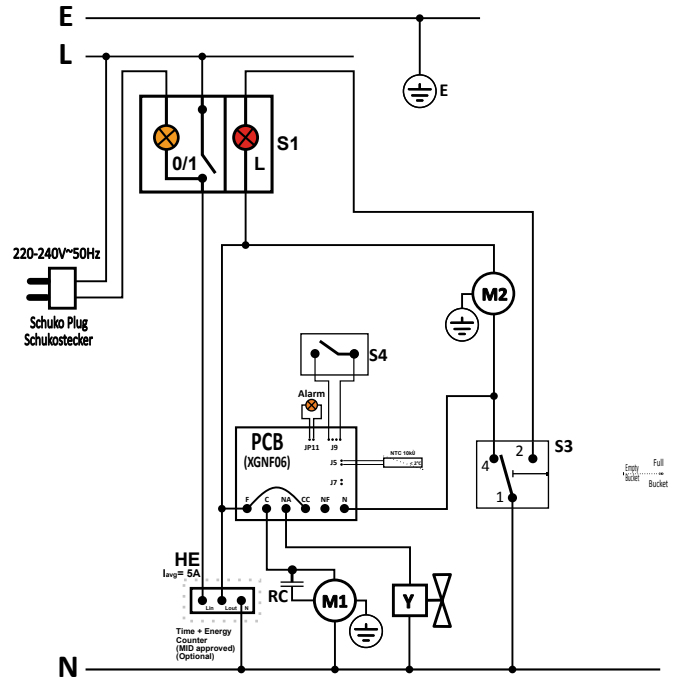 E
L
E
S1
0/1
L
220-240V~50Hz
Schuko Plug
Schukostecker
M2
S4
Alarm
PCB
(XGNF06)
JP11
J9
J5
NTC 10kΩ
J7
F C NA CC NF N
4
2
S3
1
Empty
Bucket
Full
Bucket
HE
Iavg= 5A
Lin
Lout
N
RC
M1
Y
Time + Energy
Counter
(MID approved)
(Optional)
N